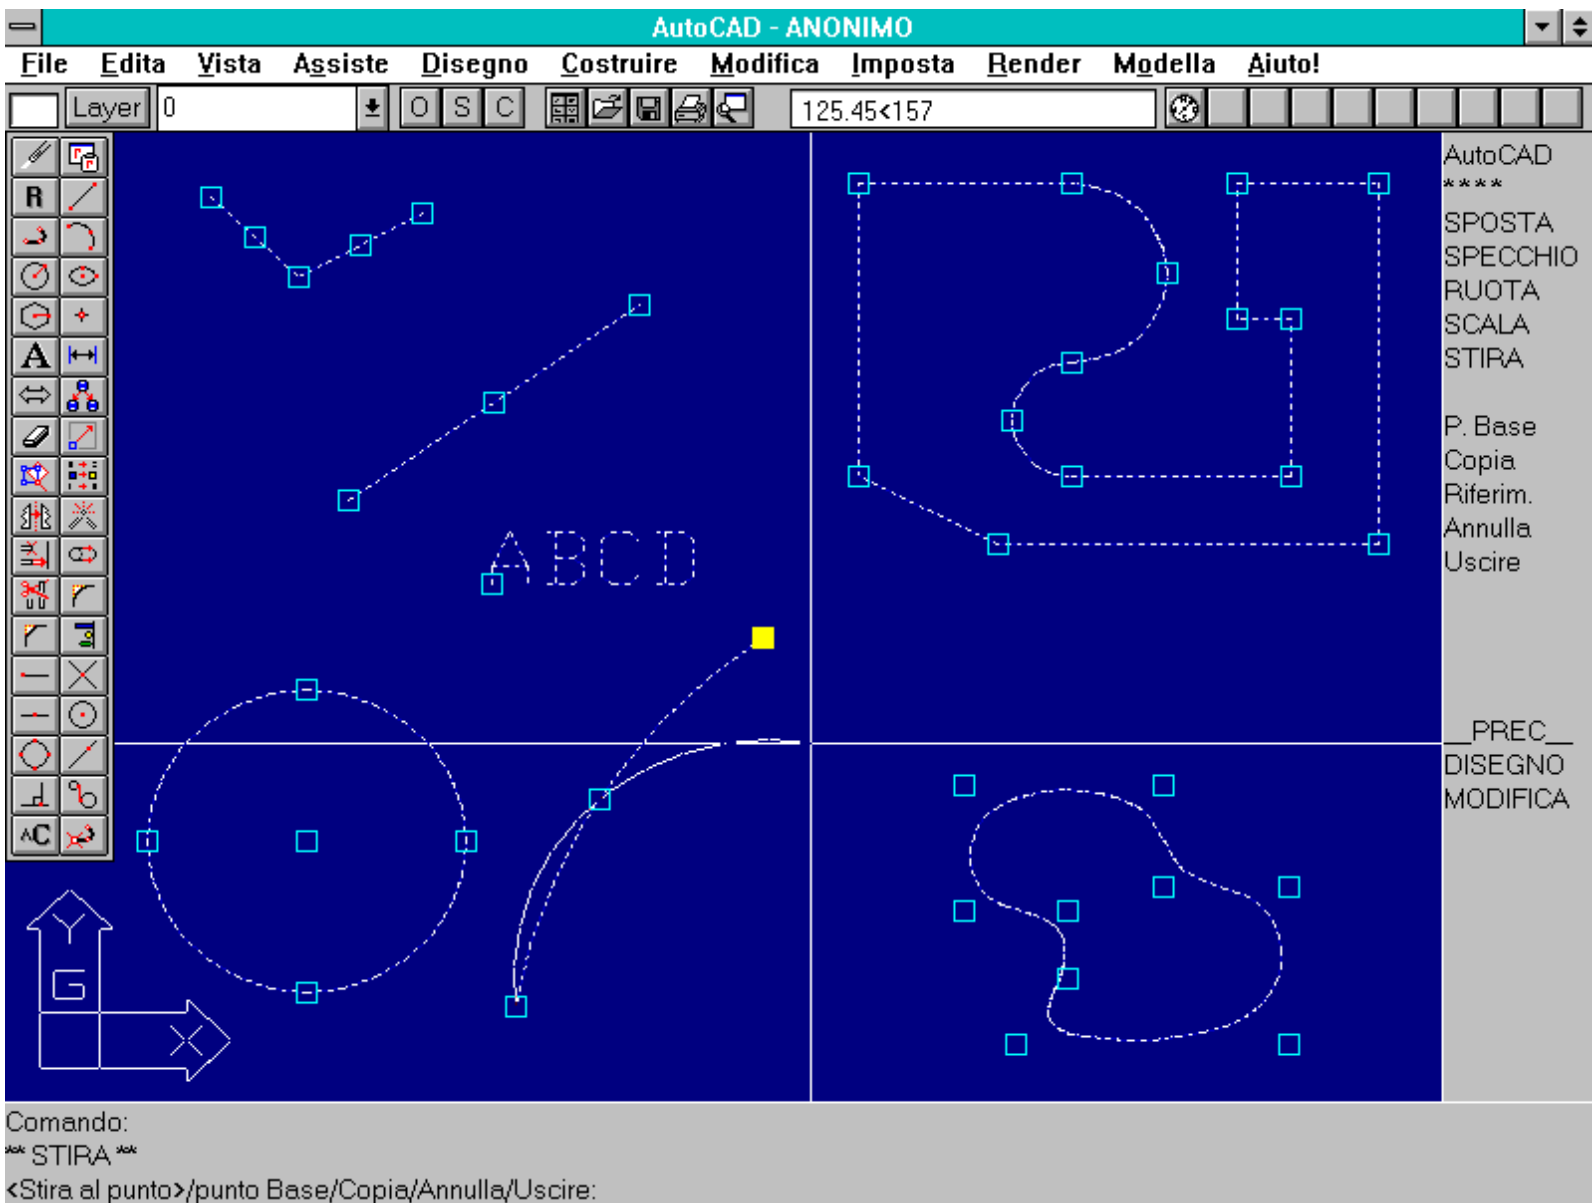 AutoCAD - ANONIMO
File Edita Vista Assiste Disegno Costruire Modifica Imposta Render Modella Aiuto!
Layer 0 O S C 125.45<157
R
A
AC
ABCD
Y
G
X
AutoCAD
* * * *
SPOSTA
SPECCHIO
RUOTA
SCALA
STIRA
P. Base
Copia
Riferim.
Annulla
Uscire
__PREC__
DISEGNO
MODIFICA
Comando:
** STIRA **
<Stira al punto>/punto Base/Copia/Annulla/Uscire: